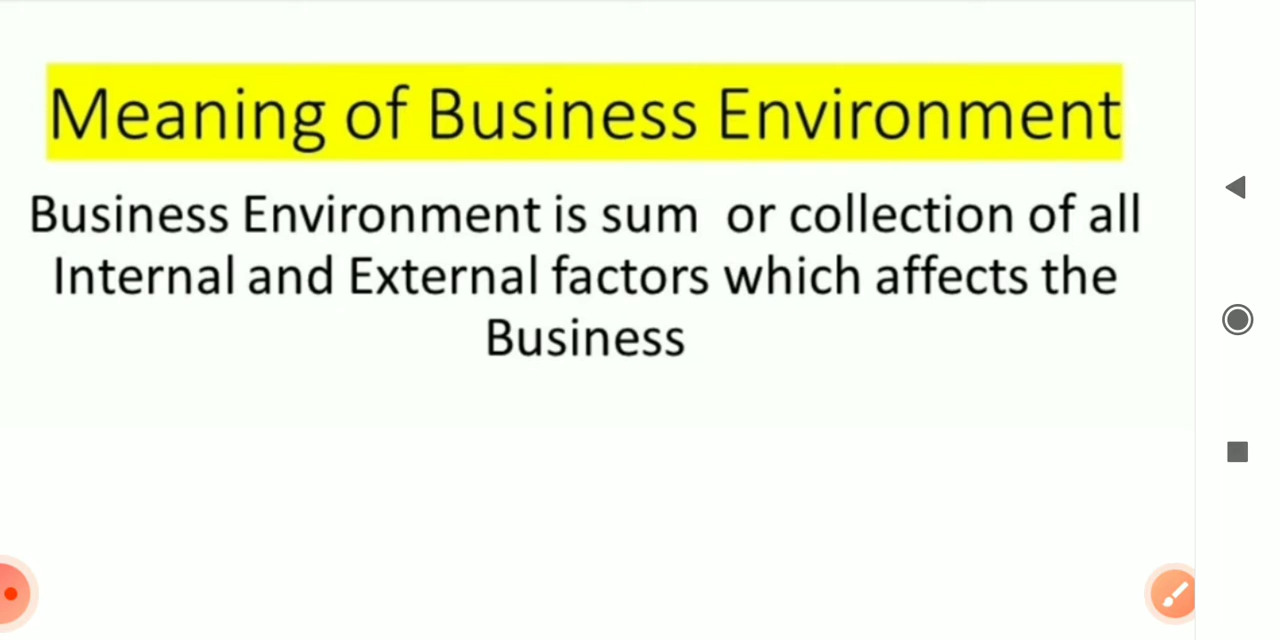 Meaning of Business Environment
Business Environment is sum  or collection of all
Internal and External factors which affects the
Business